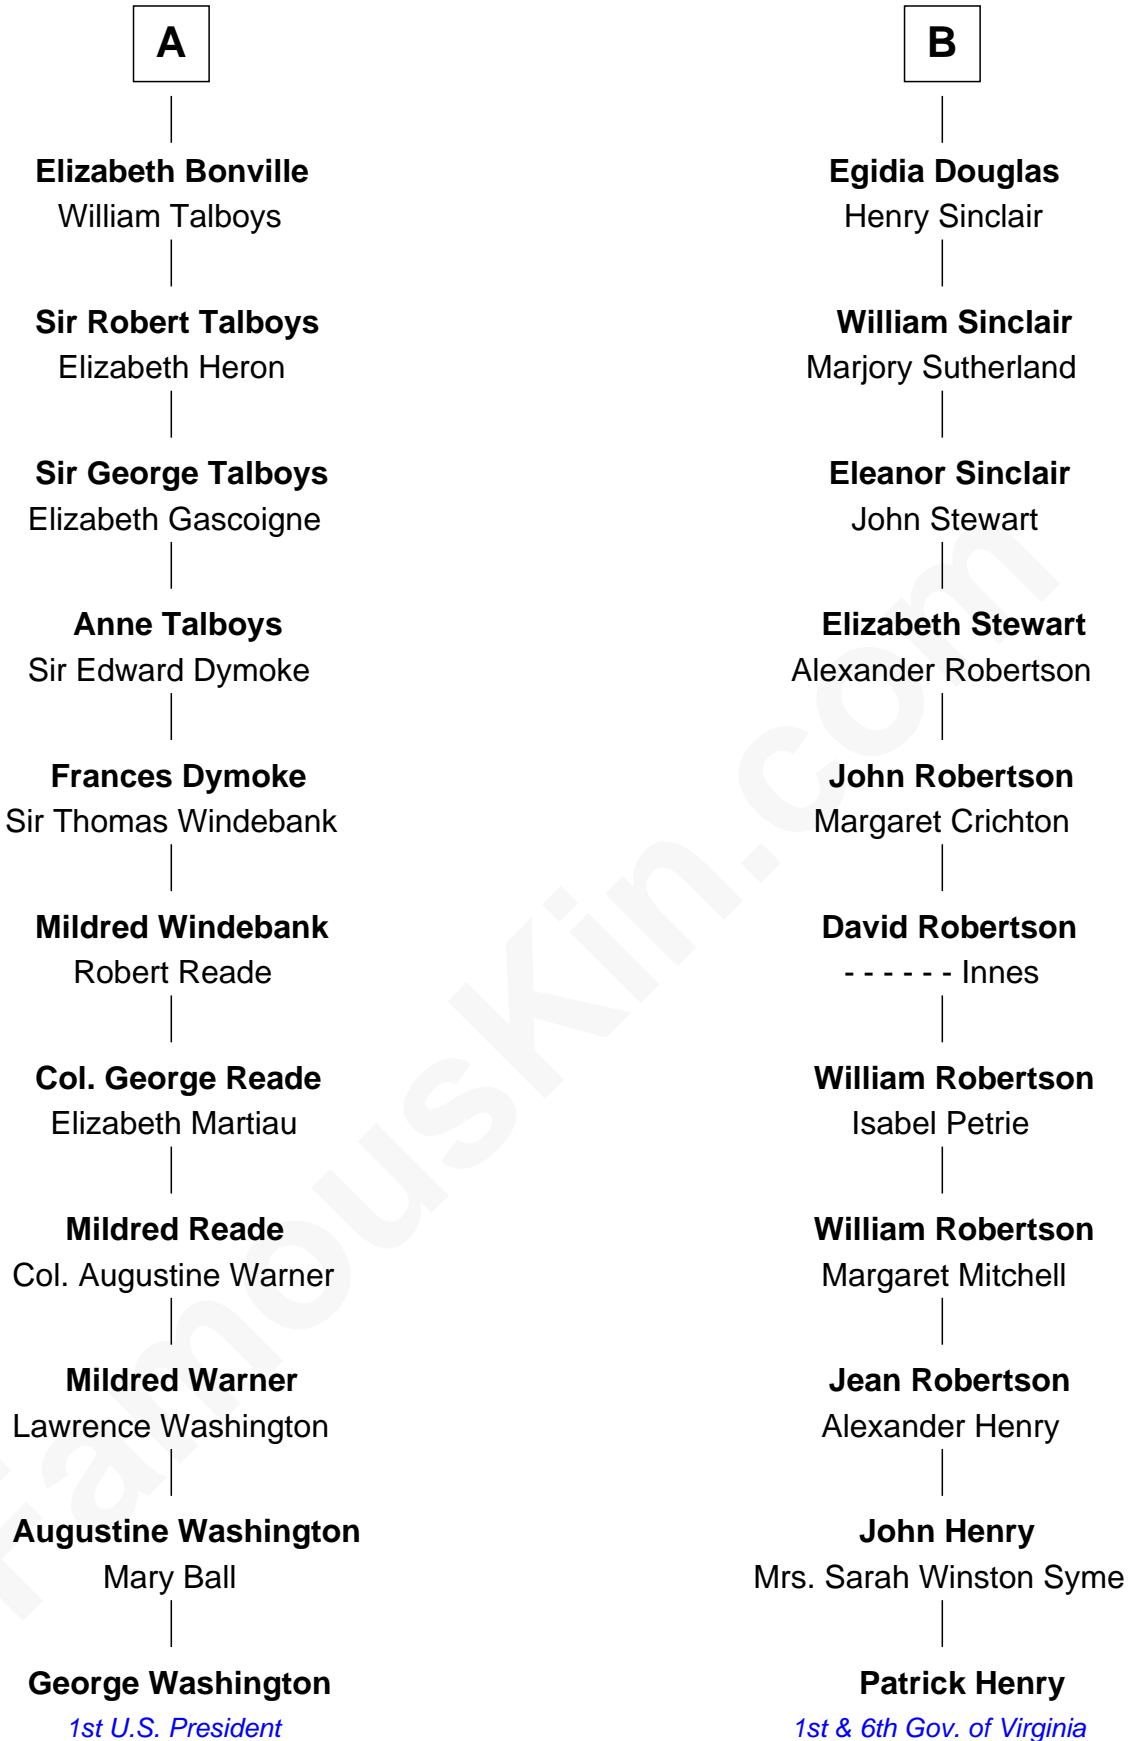 A
Elizabeth Bonville
William Talboys
Sir Robert Talboys
Elizabeth Heron
Sir George Talboys
Elizabeth Gascoigne
Anne Talboys
Sir Edward Dymoke
Frances Dymoke
Sir Thomas Windebank
Mildred Windebank
Robert Reade
Col. George Reade
Elizabeth Martiau
Mildred Reade
Col. Augustine Warner
Mildred Warner
Lawrence Washington
Augustine Washington
Mary Ball
George Washington
1st U.S. President
B
Egidia Douglas
Henry Sinclair
William Sinclair
Marjory Sutherland
Eleanor Sinclair
John Stewart
Elizabeth Stewart
Alexander Robertson
John Robertson
Margaret Crichton
David Robertson
- - - - - - Innes
William Robertson
Isabel Petrie
William Robertson
Margaret Mitchell
Jean Robertson
Alexander Henry
John Henry
Mrs. Sarah Winston Syme
Patrick Henry
1st & 6th Gov. of Virginia
FamousKin.com